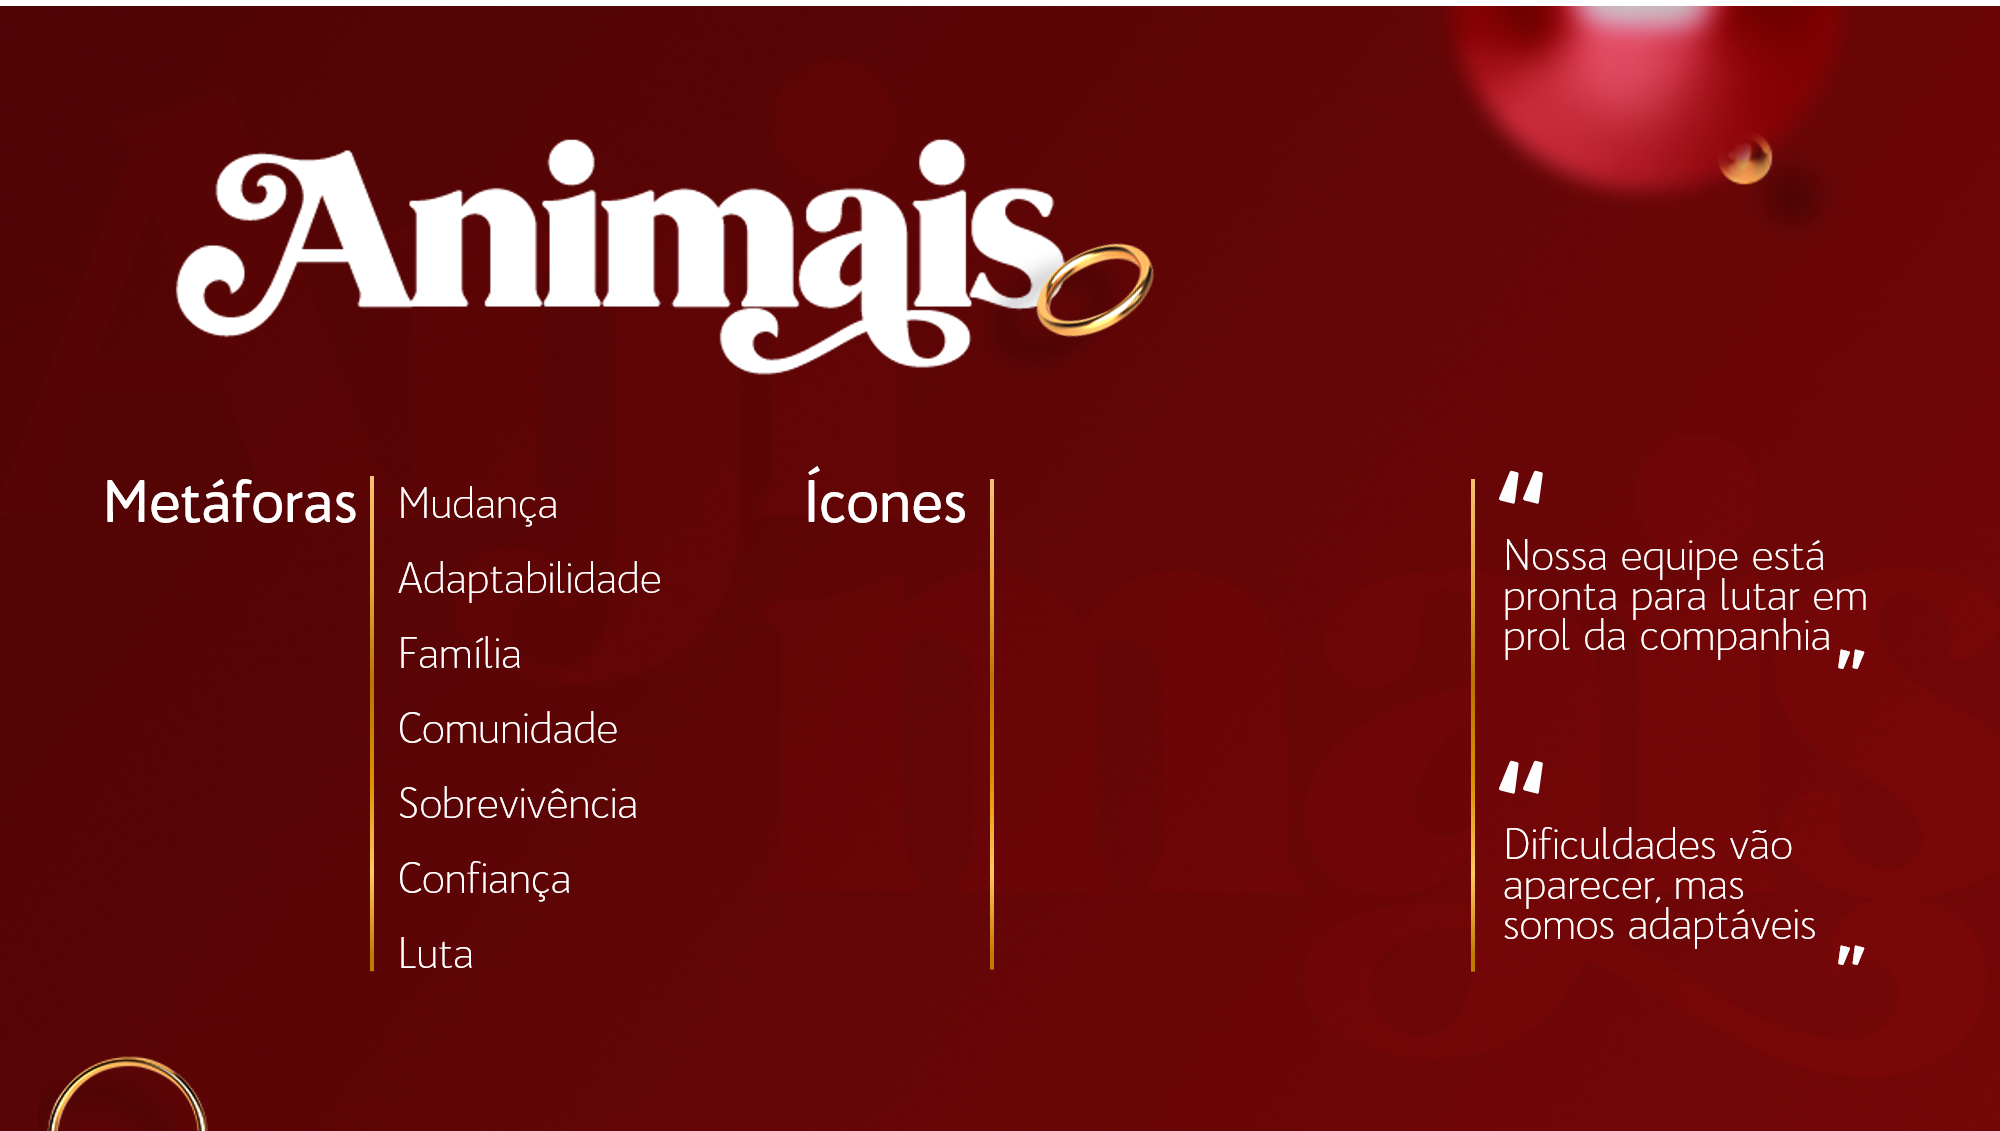 Animais
Metáforas
Mudança
Adaptabilidade
Família
Comunidade
Sobrevivência
Confiança
Luta
Ícones
“
Nossa equipe está
pronta para lutar em
prol da companhia”
“
Dificuldades vão
aparecer, mas
somos adaptáveis
”